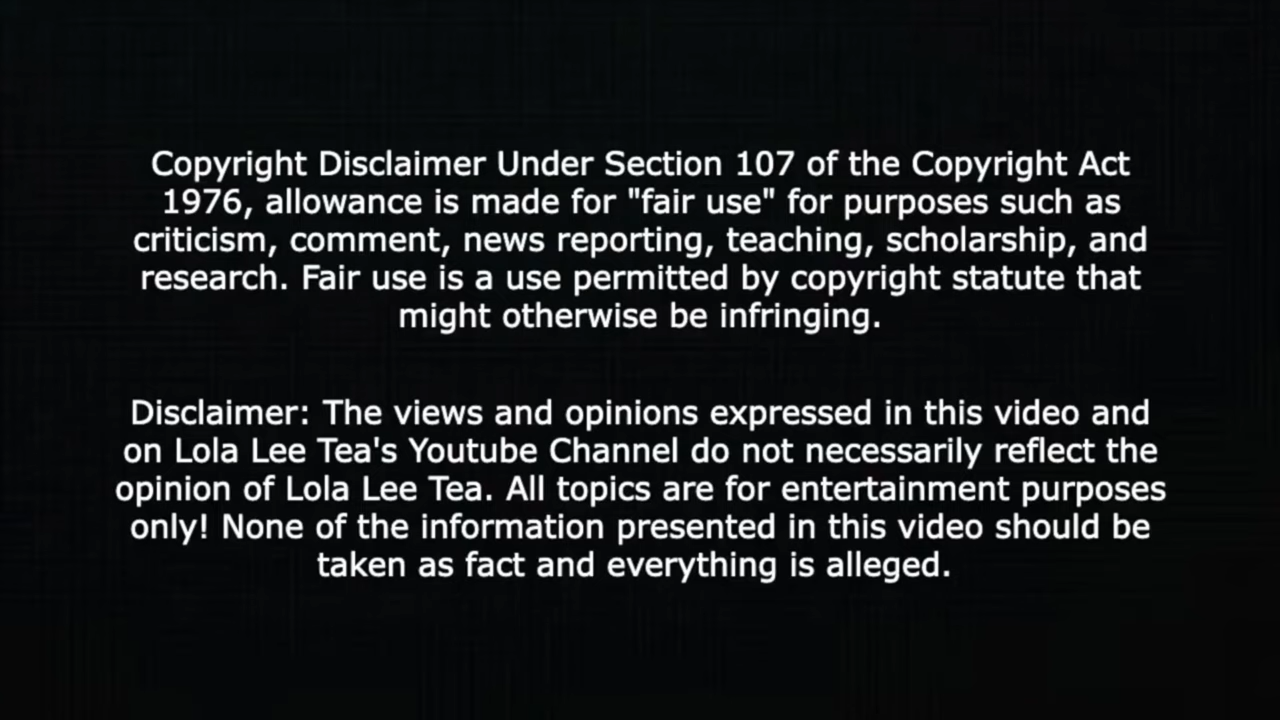 Copyright Disclaimer Under Section 107 of the Copyright Act
1976, allowance is made for "fair use" for purposes such as
criticism, comment, news reporting, teaching, scholarship, and
research. Fair use is a use permitted by copyright statute that
might otherwise be infringing.
Disclaimer: The views and opinions expressed in this video and
on Lola Lee Tea's Youtube Channel do not necessarily reflect the
opinion of Lola Lee Tea. All topics are for entertainment purposes
only! None of the information presented in this video should be
taken as fact and everything is alleged.